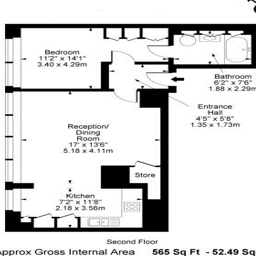 Bedroom
11'2" x 14'1"
3.40 x 4.29m
Bathroom
6'2" x 7'6"
1.88 x 2.29m
Entrance
Hall
4'5" x 5'8"
1.35 x 1.73m
Reception/
Dining
Room
17' x 13'6"
5.18 x 4.11m
Store
Kitchen
7'2" x 11'8"
2.18 x 3.56m
Second Floor
Approx Gross Internal Area 565 Sq Ft - 52.49 Sq